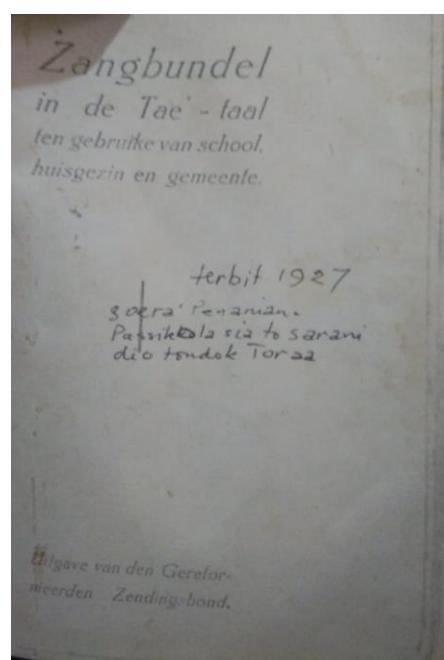 Zangbundel
in de Tae' - taal
ten gebruike van school,
huisgezin en gemeente.
terbit 1927
soera' Penanian.
Passikola sia to sarani
dio tondok Toraa
Uitgave van den Gerefor-
meerden Zendingsbond.